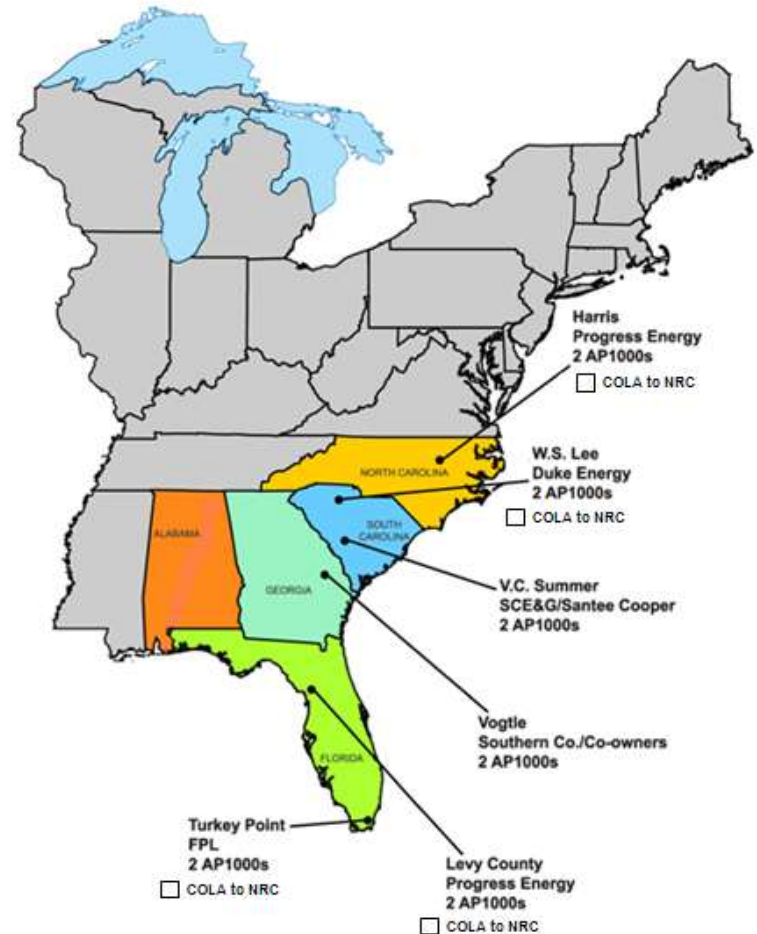 Harris
Progress Energy
2 AP1000s
COLA to NRC
NORTH CAROLINA
W.S. Lee
Duke Energy
2 AP1000s
COLA to NRC
ALABAMA
SOUTH
CAROLINA
GEORGIA
V.C. Summer
SCE&G/Santee Cooper
2 AP1000s
Vogtle
Southern Co./Co-owners
2 AP1000s
FLORIDA
Turkey Point
FPL
2 AP1000s
COLA to NRC
Levy County
Progress Energy
2 AP1000s
COLA to NRC